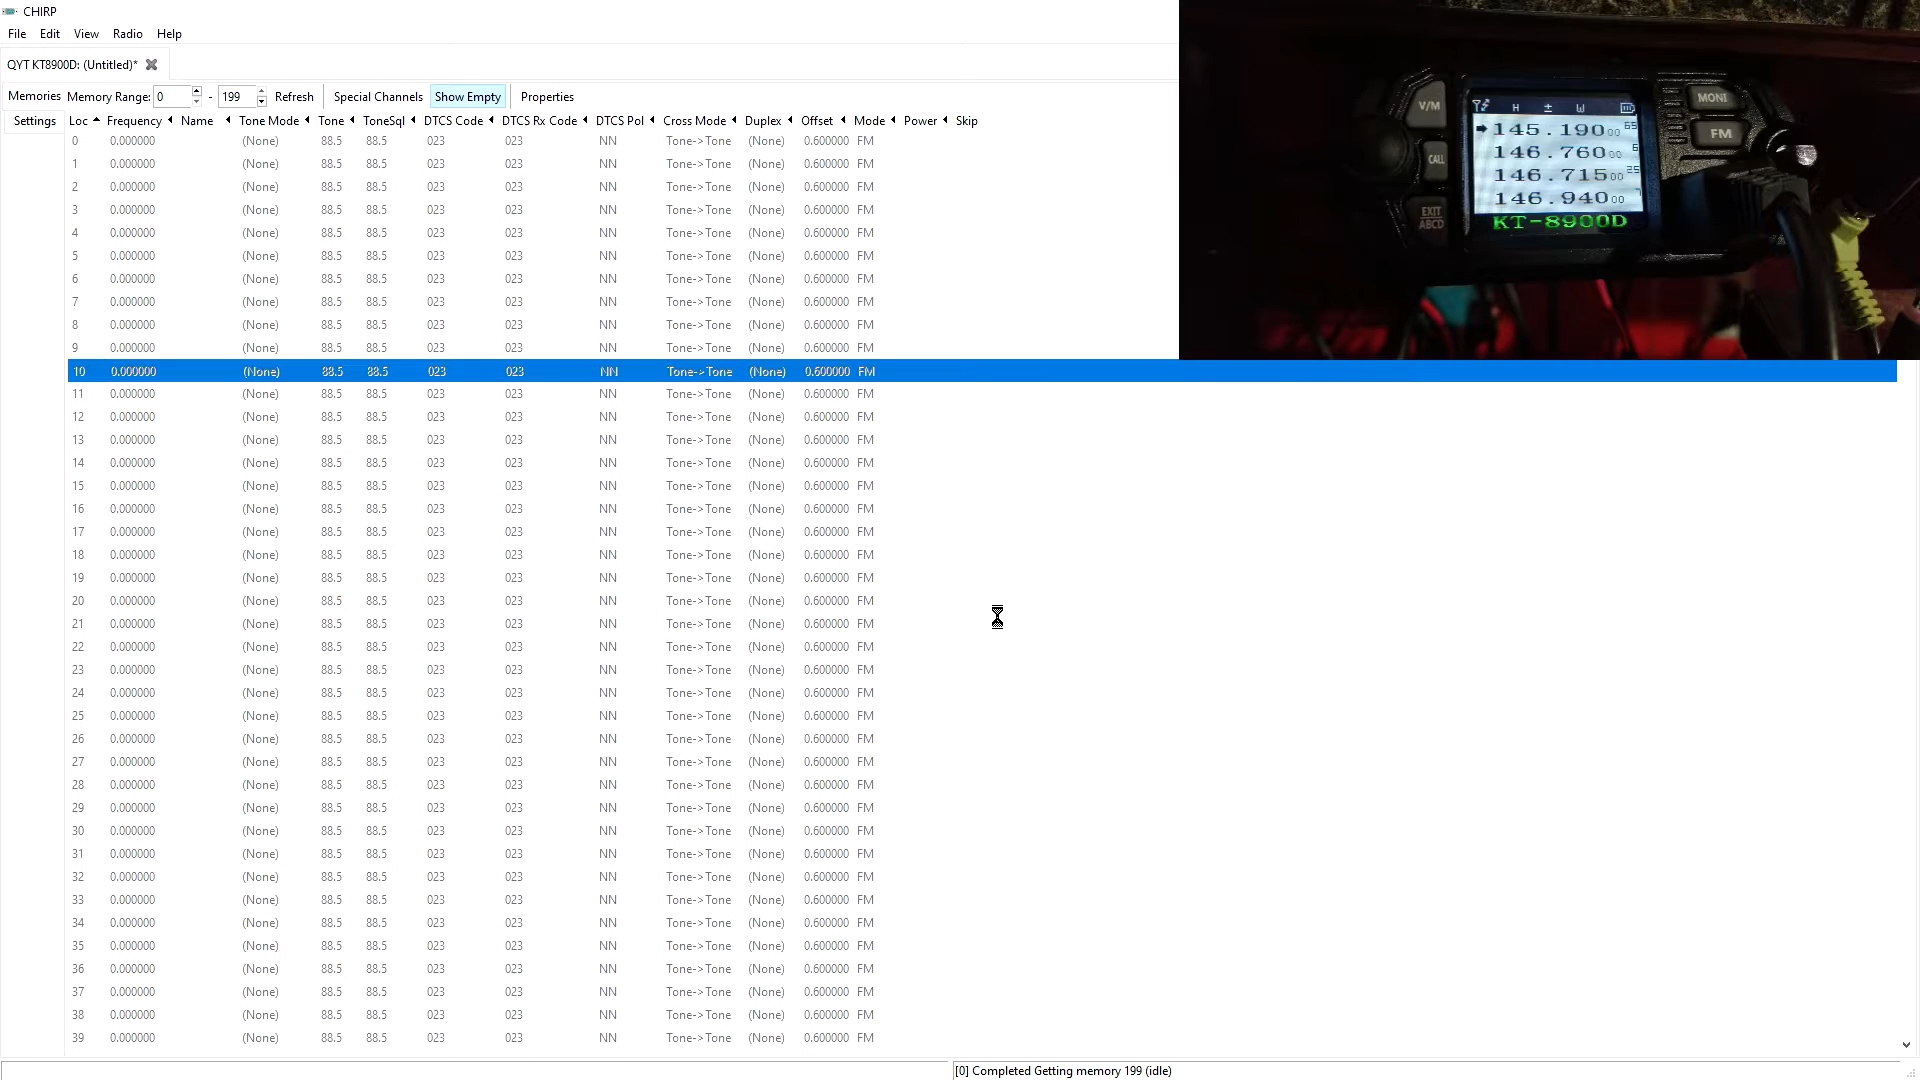 CHIRP
File Edit View Radio Help
QYT KT8900D: (Untitled)*
Memories Memory Range: 0 - 199 Refresh Special Channels Show Empty Properties
Settings
Loc Frequency Name Tone Mode Tone ToneSql DTCS Code DTCS Rx Code DTCS Pol Cross Mode Duplex Offset Mode Power Skip
0 0.000000 (None) 88.5 88.5 023 023 NN Tone->Tone (None) 0.600000 FM
1 0.000000 (None) 88.5 88.5 023 023 NN Tone->Tone (None) 0.600000 FM
2 0.000000 (None) 88.5 88.5 023 023 NN Tone->Tone (None) 0.600000 FM
3 0.000000 (None) 88.5 88.5 023 023 NN Tone->Tone (None) 0.600000 FM
4 0.000000 (None) 88.5 88.5 023 023 NN Tone->Tone (None) 0.600000 FM
5 0.000000 (None) 88.5 88.5 023 023 NN Tone->Tone (None) 0.600000 FM
6 0.000000 (None) 88.5 88.5 023 023 NN Tone->Tone (None) 0.600000 FM
7 0.000000 (None) 88.5 88.5 023 023 NN Tone->Tone (None) 0.600000 FM
8 0.000000 (None) 88.5 88.5 023 023 NN Tone->Tone (None) 0.600000 FM
9 0.000000 (None) 88.5 88.5 023 023 NN Tone->Tone (None) 0.600000 FM
10 0.000000 (None) 88.5 88.5 023 023 NN Tone->Tone (None) 0.600000 FM
11 0.000000 (None) 88.5 88.5 023 023 NN Tone->Tone (None) 0.600000 FM
12 0.000000 (None) 88.5 88.5 023 023 NN Tone->Tone (None) 0.600000 FM
13 0.000000 (None) 88.5 88.5 023 023 NN Tone->Tone (None) 0.600000 FM
14 0.000000 (None) 88.5 88.5 023 023 NN Tone->Tone (None) 0.600000 FM
15 0.000000 (None) 88.5 88.5 023 023 NN Tone->Tone (None) 0.600000 FM
16 0.000000 (None) 88.5 88.5 023 023 NN Tone->Tone (None) 0.600000 FM
17 0.000000 (None) 88.5 88.5 023 023 NN Tone->Tone (None) 0.600000 FM
18 0.000000 (None) 88.5 88.5 023 023 NN Tone->Tone (None) 0.600000 FM
19 0.000000 (None) 88.5 88.5 023 023 NN Tone->Tone (None) 0.600000 FM
20 0.000000 (None) 88.5 88.5 023 023 NN Tone->Tone (None) 0.600000 FM
21 0.000000 (None) 88.5 88.5 023 023 NN Tone->Tone (None) 0.600000 FM
22 0.000000 (None) 88.5 88.5 023 023 NN Tone->Tone (None) 0.600000 FM
23 0.000000 (None) 88.5 88.5 023 023 NN Tone->Tone (None) 0.600000 FM
24 0.000000 (None) 88.5 88.5 023 023 NN Tone->Tone (None) 0.600000 FM
25 0.000000 (None) 88.5 88.5 023 023 NN Tone->Tone (None) 0.600000 FM
26 0.000000 (None) 88.5 88.5 023 023 NN Tone->Tone (None) 0.600000 FM
27 0.000000 (None) 88.5 88.5 023 023 NN Tone->Tone (None) 0.600000 FM
28 0.000000 (None) 88.5 88.5 023 023 NN Tone->Tone (None) 0.600000 FM
29 0.000000 (None) 88.5 88.5 023 023 NN Tone->Tone (None) 0.600000 FM
30 0.000000 (None) 88.5 88.5 023 023 NN Tone->Tone (None) 0.600000 FM
31 0.000000 (None) 88.5 88.5 023 023 NN Tone->Tone (None) 0.600000 FM
32 0.000000 (None) 88.5 88.5 023 023 NN Tone->Tone (None) 0.600000 FM
33 0.000000 (None) 88.5 88.5 023 023 NN Tone->Tone (None) 0.600000 FM
34 0.000000 (None) 88.5 88.5 023 023 NN Tone->Tone (None) 0.600000 FM
35 0.000000 (None) 88.5 88.5 023 023 NN Tone->Tone (None) 0.600000 FM
36 0.000000 (None) 88.5 88.5 023 023 NN Tone->Tone (None) 0.600000 FM
37 0.000000 (None) 88.5 88.5 023 023 NN Tone->Tone (None) 0.600000 FM
38 0.000000 (None) 88.5 88.5 023 023 NN Tone->Tone (None) 0.600000 FM
39 0.000000 (None) 88.5 88.5 023 023 NN Tone->Tone (None) 0.600000 FM
[0] Completed Getting memory 199 (idle)
V/M
CALL
EXIT
ABCD
H ± W
145.19000 65
146.76000 6
146.71500 25
146.94000
KT-8900D
MONI
FM